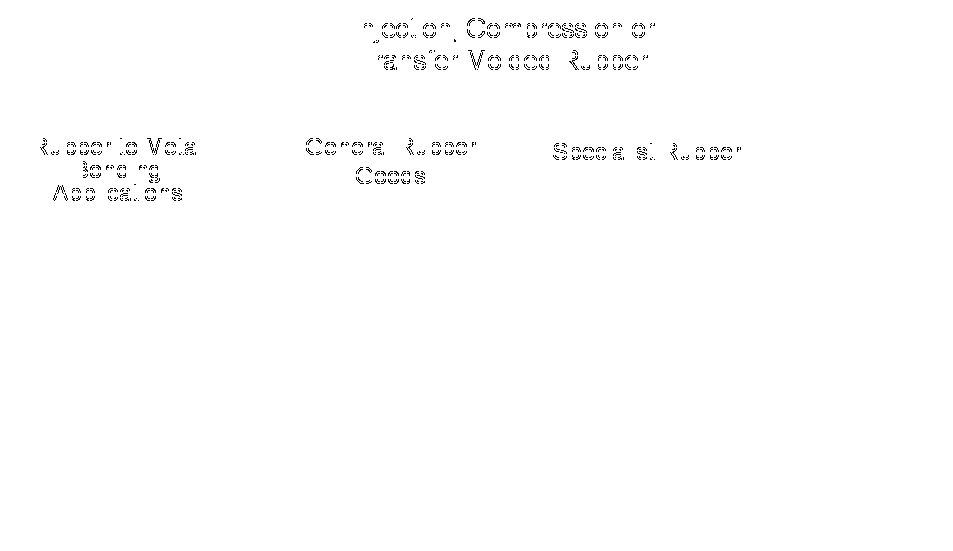 Injection, Compression or
Transfer Molded Rubber
Rubber to Metal
Bonding
Applications
General Rubber
Goods
Specialist Rubber